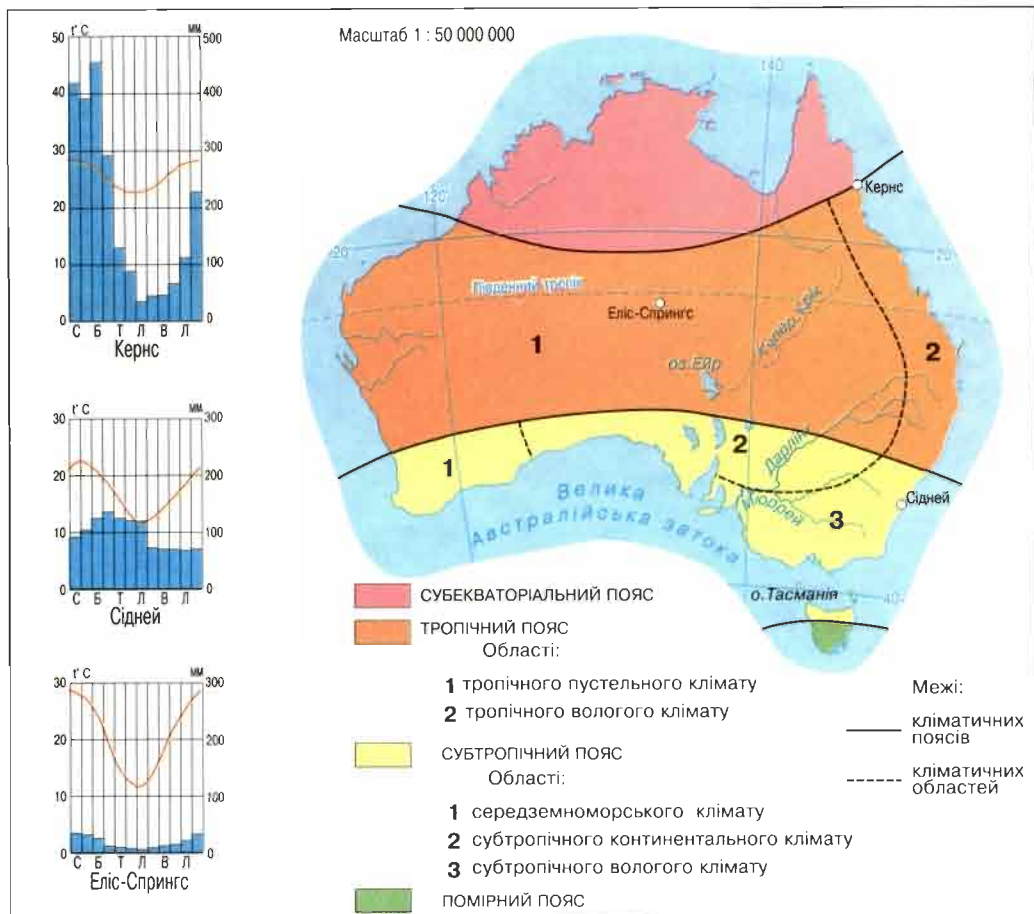 t° C
мм
50
500
40
400
30
300
20
200
10
100
0
0
С Б Т Л В Л
Кернс
t° C
мм
30
300
20
200
10
100
0
0
С Б Т Л В Л
Сідней
t° C
мм
30
300
20
200
10
100
0
0
С Б Т Л В Л
Еліс-Спрингс
Масштаб 1 : 50 000 000
140
120
Кернс
20
20
Південний тропік
Еліс-Спрингс
Купер-Крік
1
2
оз.Ейр
2
Дарлінг
1
Сідней
Муррей
3
Велика
Австралійська затока
о.Тасманія
40
СУБЕКВАТОРІАЛЬНИЙ ПОЯС
ТРОПІЧНИЙ ПОЯС
Області:
1 тропічного пустельного клімату
2 тропічного вологого клімату
СУБТРОПІЧНИЙ ПОЯС
Області:
1 середземноморського клімату
2 субтропічного континентального клімату
3 субтропічного вологого клімату
ПОМІРНИЙ ПОЯС
Межі:
кліматичних
поясів
кліматичних
областей